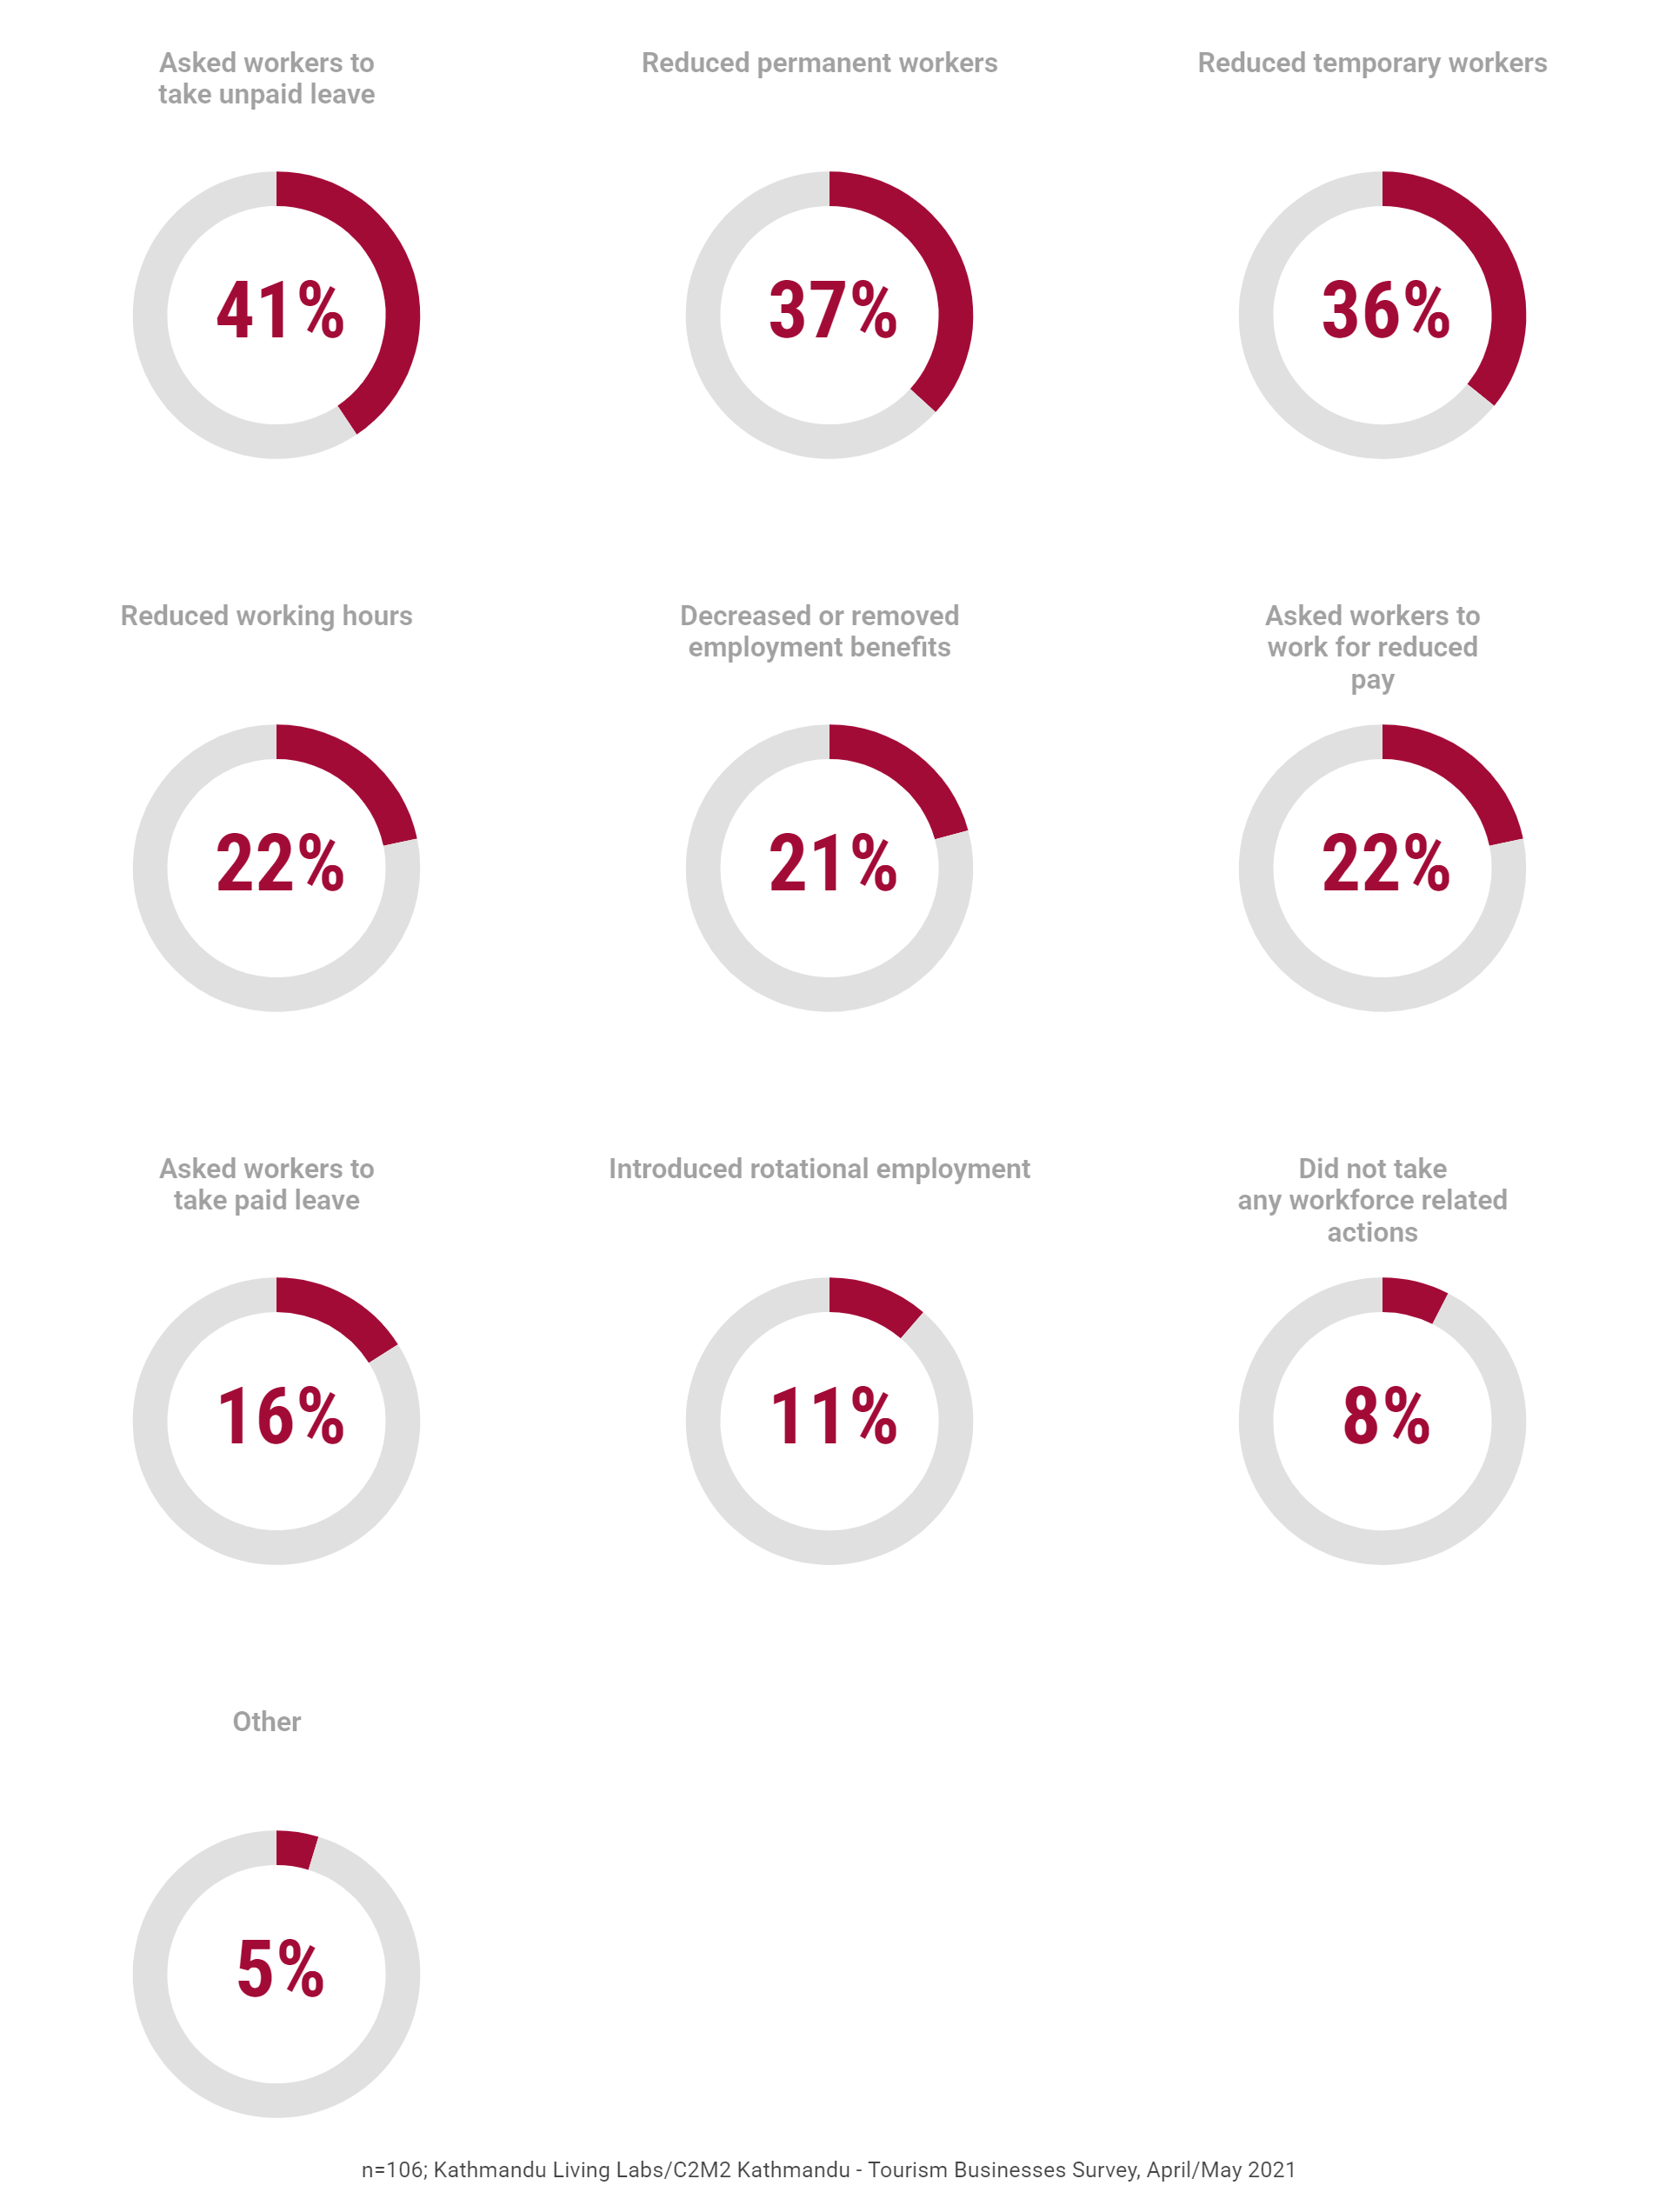 Asked workers to
take unpaid leave
Reduced permanent workers
Reduced temporary workers
41%
37%
36%
Reduced working hours
Decreased or removed
employment benefits
Asked workers to
work for reduced
pay
22%
21%
22%
Asked workers to
take paid leave
Introduced rotational employment
Did not take
any workforce related
actions
16%
11%
8%
Other
5%
n=106; Kathmandu Living Labs/C2M2 Kathmandu - Tourism Businesses Survey, April/May 2021